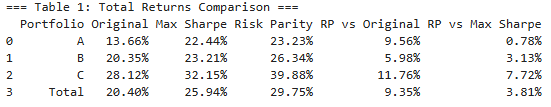 === Table 1: Total Returns Comparison ===
Portfolio Original Max Sharpe Risk Parity RP vs Original RP vs Max Sharpe
0 A 13.66% 22.44% 23.23% 9.56% 0.78%
1 B 20.35% 23.21% 26.34% 5.98% 3.13%
2 C 28.12% 32.15% 39.88% 11.76% 7.72%
3 Total 20.40% 25.94% 29.75% 9.35% 3.81%